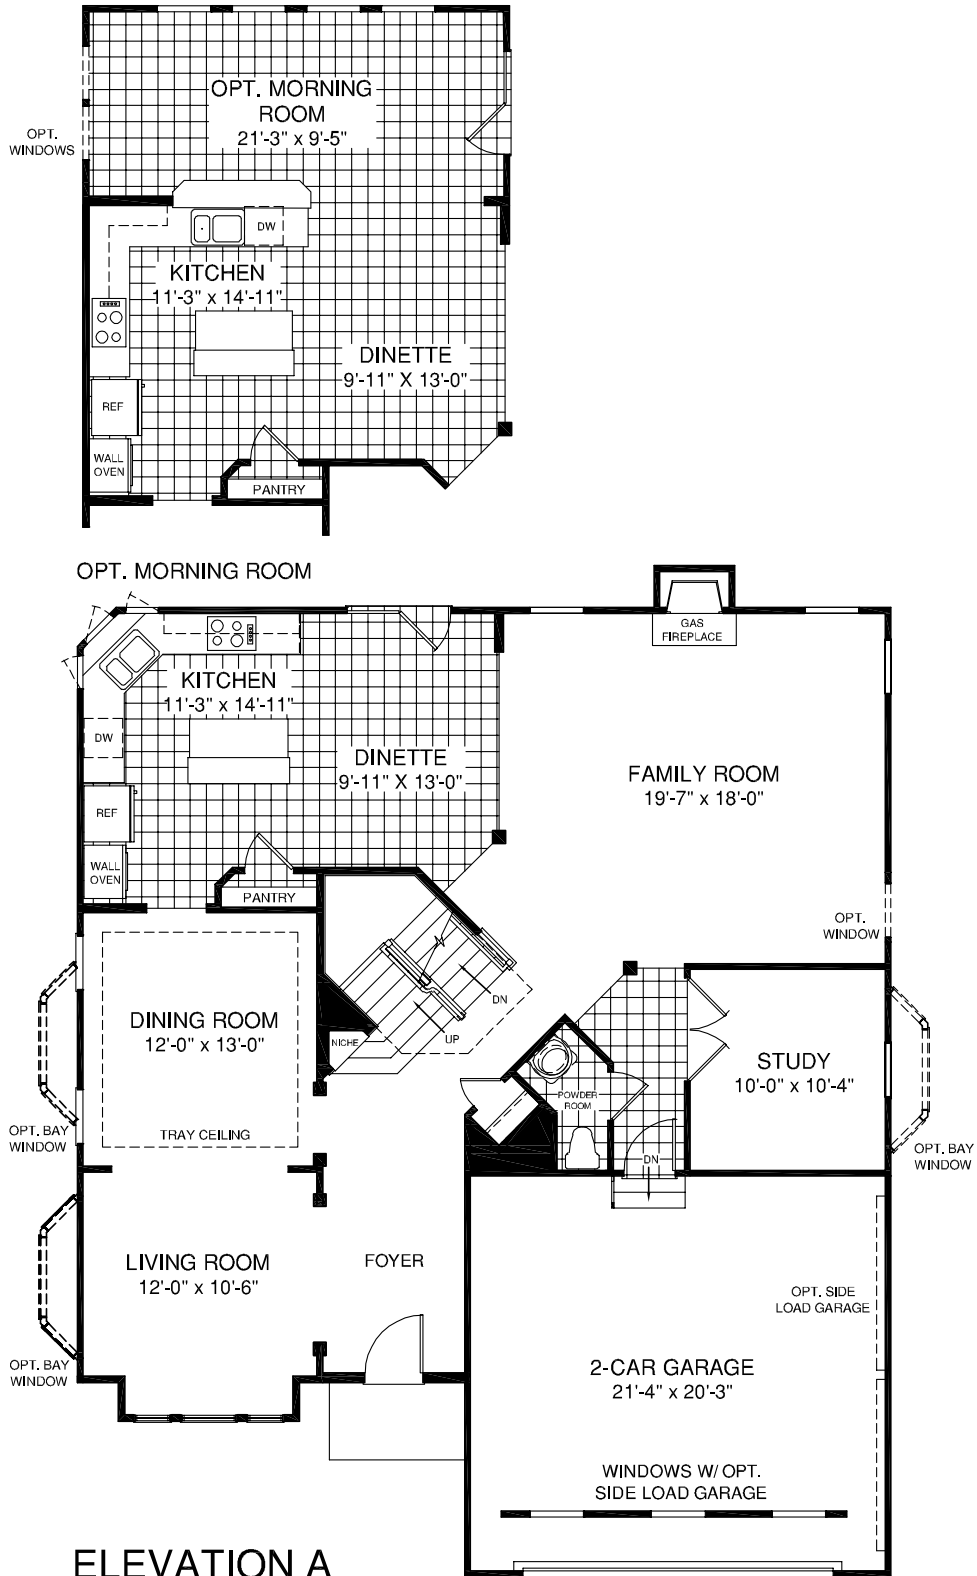 OPT. MORNING
ROOM
21'-3" x 9'-5"
OPT.
WINDOWS
DW
KITCHEN
11'-3" x 14'-11"
DINETTE
9'-11" X 13'-0"
REF
WALL
OVEN
PANTRY
OPT. MORNING ROOM
GAS
FIREPLACE
KITCHEN
11'-3" x 14'-11"
DW
DINETTE
9'-11" X 13'-0"
FAMILY ROOM
19'-7" x 18'-0"
REF
WALL
OVEN
PANTRY
OPT.
WINDOW
DN
UP
NICHE
DINING ROOM
12'-0" x 13'-0"
TRAY CEILING
OPT. BAY
WINDOW
STUDY
10'-0" x 10'-4"
POWDER
ROOM
DN
OPT. BAY
WINDOW
LIVING ROOM
12'-0" x 10'-6"
FOYER
OPT. SIDE
LOAD GARAGE
OPT. BAY
WINDOW
2-CAR GARAGE
21'-4" x 20'-3"
WINDOWS W/ OPT.
SIDE LOAD GARAGE
ELEVATION A